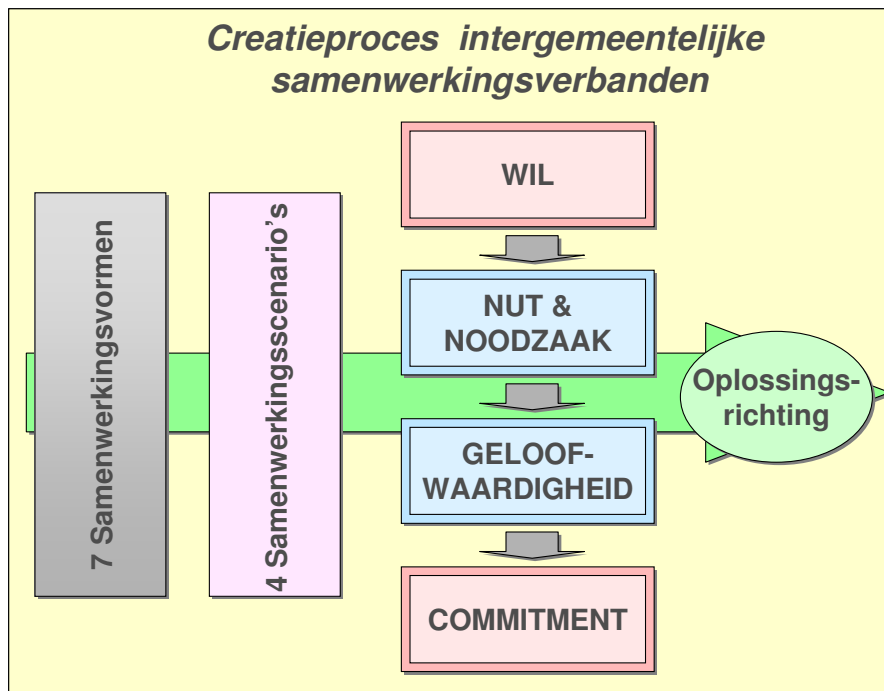 Creatieproces intergemeentelijke
samenwerkingsverbanden
7 Samenwerkingsvormen
4 Samenwerkingsscenario's
WIL
NUT &
NOODZAAK
GELOOF-
WAARDIGHEID
COMMITMENT
Oplossings-
richting